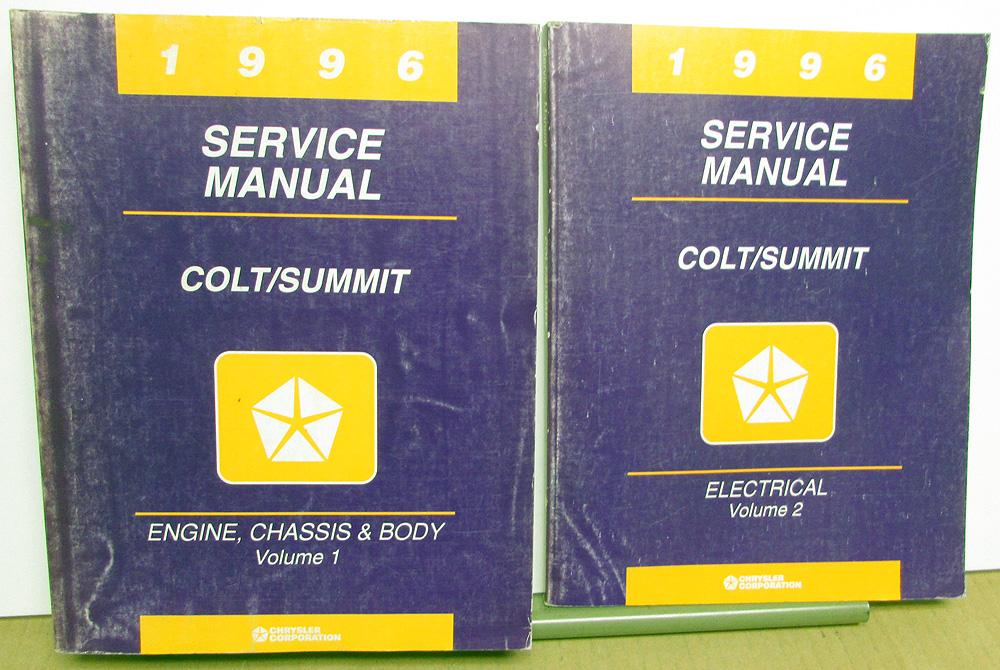 1 9 9 6
SERVICE
MANUAL
COLT/SUMMIT
ENGINE, CHASSIS & BODY
Volume 1
CHRYSLER
CORPORATION
1 9 9 6
SERVICE
MANUAL
COLT/SUMMIT
ELECTRICAL
Volume 2
CHRYSLER
CORPORATION